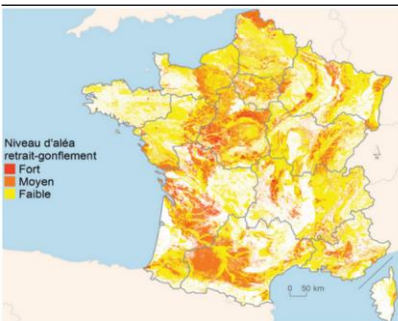 Niveau d'aléa
retrait-gonflement
Fort
Moyen
Faible
0 50 km